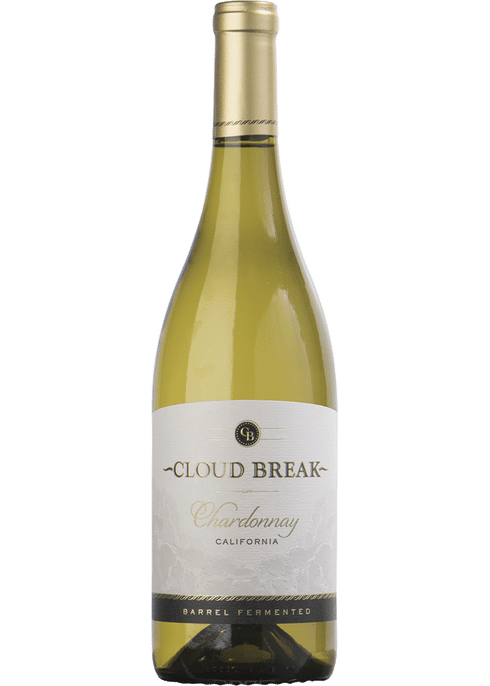 CB
~CLOUD BREAK~
Chardonnay
CALIFORNIA
BARREL FERMENTED